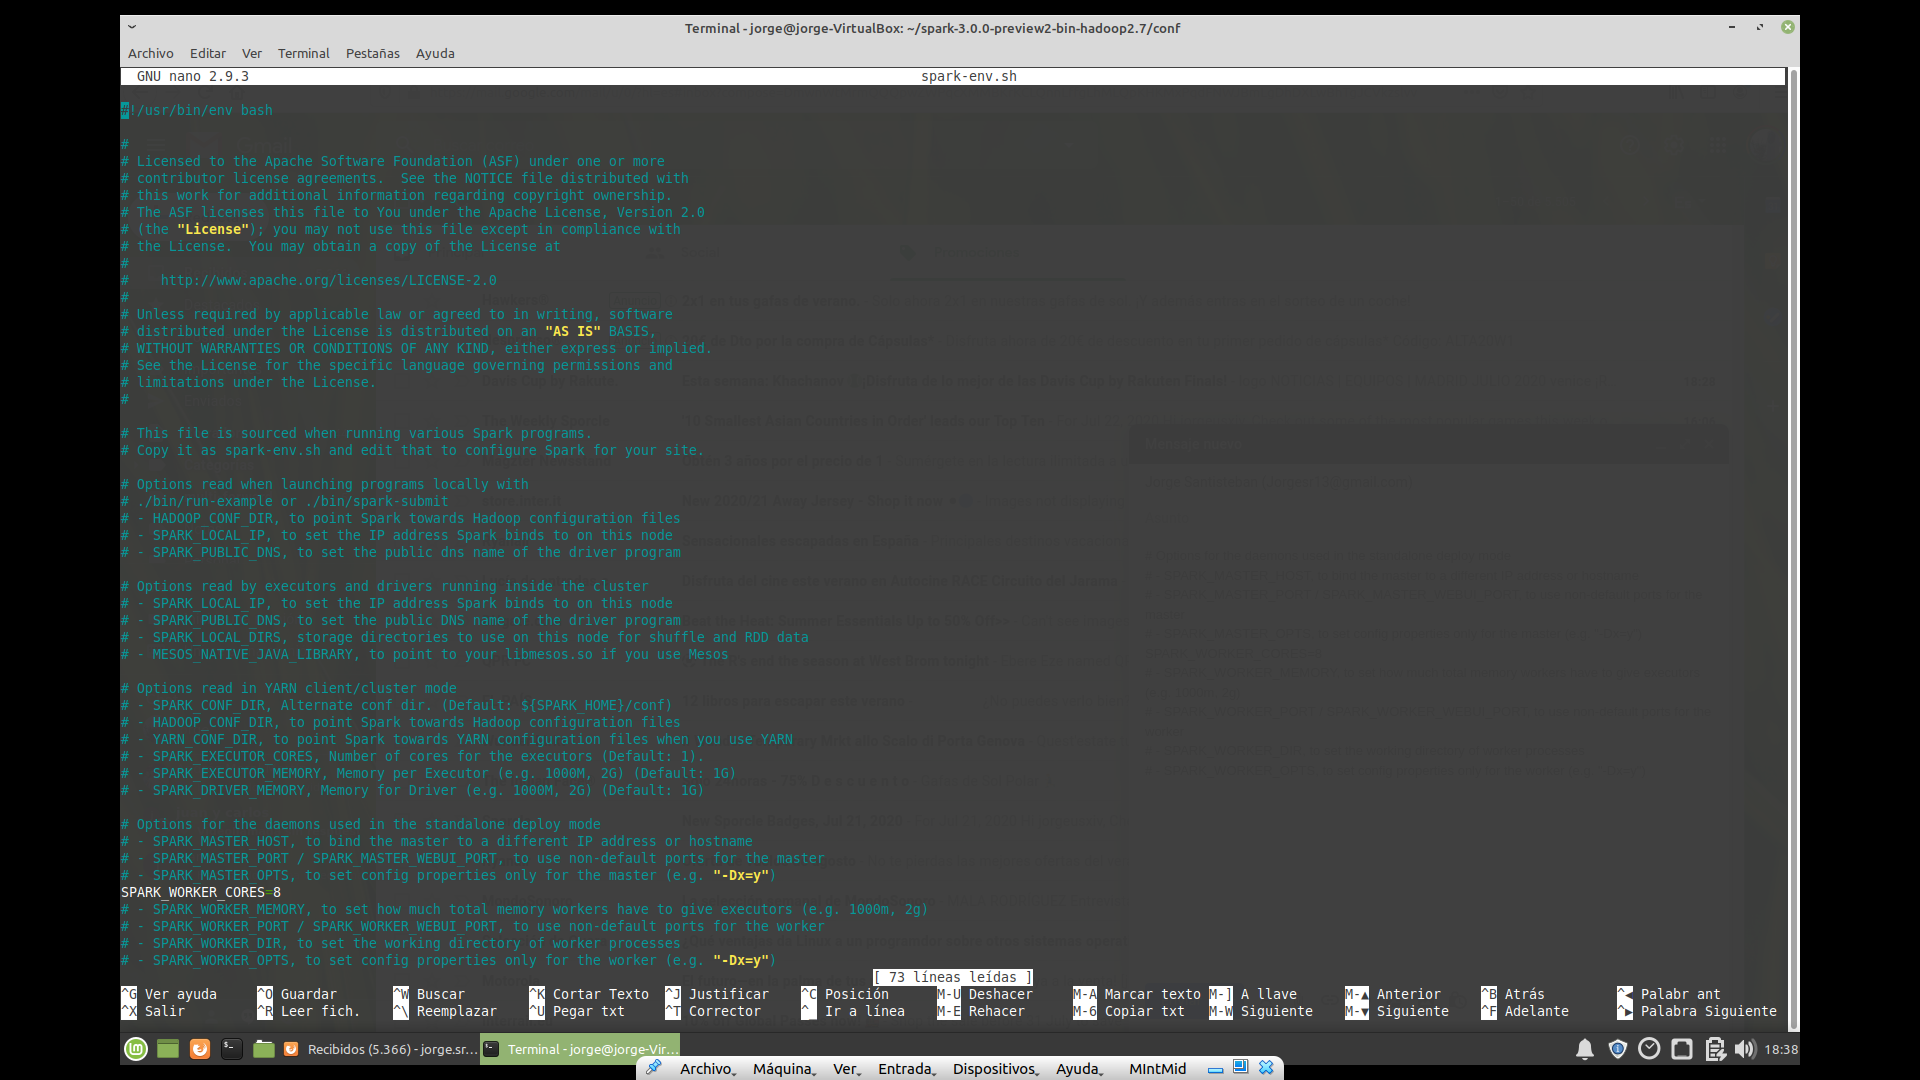 Terminal - jorge@jorge-VirtualBox: ~/spark-3.0.0-preview2-bin-hadoop2.7/conf
Archivo Editar Ver Terminal Pestañas Ayuda
GNU nano 2.9.3 spark-env.sh
#!/usr/bin/env bash
#
# Licensed to the Apache Software Foundation (ASF) under one or more
# contributor license agreements.  See the NOTICE file distributed with
# this work for additional information regarding copyright ownership.
# The ASF licenses this file to You under the Apache License, Version 2.0
# (the "License"); you may not use this file except in compliance with
# the License.  You may obtain a copy of the License at
#
#    http://www.apache.org/licenses/LICENSE-2.0
#
# Unless required by applicable law or agreed to in writing, software
# distributed under the License is distributed on an "AS IS" BASIS,
# WITHOUT WARRANTIES OR CONDITIONS OF ANY KIND, either express or implied.
# See the License for the specific language governing permissions and
# limitations under the License.
#
# This file is sourced when running various Spark programs.
# Copy it as spark-env.sh and edit that to configure Spark for your site.
# Options read when launching programs locally with
# ./bin/run-example or ./bin/spark-submit
# - HADOOP_CONF_DIR, to point Spark towards Hadoop configuration files
# - SPARK_LOCAL_IP, to set the IP address Spark binds to on this node
# - SPARK_PUBLIC_DNS, to set the public dns name of the driver program
# Options read by executors and drivers running inside the cluster
# - SPARK_LOCAL_IP, to set the IP address Spark binds to on this node
# - SPARK_PUBLIC_DNS, to set the public DNS name of the driver program
# - SPARK_LOCAL_DIRS, storage directories to use on this node for shuffle and RDD data
# - MESOS_NATIVE_JAVA_LIBRARY, to point to your libmesos.so if you use Mesos
# Options read in YARN client/cluster mode
# - SPARK_CONF_DIR, Alternate conf dir. (Default: ${SPARK_HOME}/conf)
# - HADOOP_CONF_DIR, to point Spark towards Hadoop configuration files
# - YARN_CONF_DIR, to point Spark towards YARN configuration files when you use YARN
# - SPARK_EXECUTOR_CORES, Number of cores for the executors (Default: 1).
# - SPARK_EXECUTOR_MEMORY, Memory per Executor (e.g. 1000M, 2G) (Default: 1G)
# - SPARK_DRIVER_MEMORY, Memory for Driver (e.g. 1000M, 2G) (Default: 1G)
# Options for the daemons used in the standalone deploy mode
# - SPARK_MASTER_HOST, to bind the master to a different IP address or hostname
# - SPARK_MASTER_PORT / SPARK_MASTER_WEBUI_PORT, to use non-default ports for the master
# - SPARK_MASTER_OPTS, to set config properties only for the master (e.g. "-Dx=y")
SPARK_WORKER_CORES=8
# - SPARK_WORKER_MEMORY, to set how much total memory workers have to give executors (e.g. 1000m, 2g)
# - SPARK_WORKER_PORT / SPARK_WORKER_WEBUI_PORT, to use non-default ports for the worker
# - SPARK_WORKER_DIR, to set the working directory of worker processes
# - SPARK_WORKER_OPTS, to set config properties only for the worker (e.g. "-Dx=y")
[ 73 líneas leídas ]
^G Ver ayuda ^O Guardar ^W Buscar ^K Cortar Texto ^J Justificar ^C Posición M-U Deshacer M-A Marcar texto M-] A llave M-▲ Anterior ^B Atrás ^◀ Palabr ant
^X Salir ^R Leer fich. ^\ Reemplazar ^U Pegar txt ^T Corrector ^_ Ir a línea M-E Rehacer M-6 Copiar txt M-W Siguiente M-▼ Siguiente ^F Adelante ^▶ Palabra Siguiente
Recibidos (5.366) - jorge.sr... Terminal - jorge@jorge-Vir... 18:38
Archivo Máquina Ver Entrada Dispositivos Ayuda MIntMid